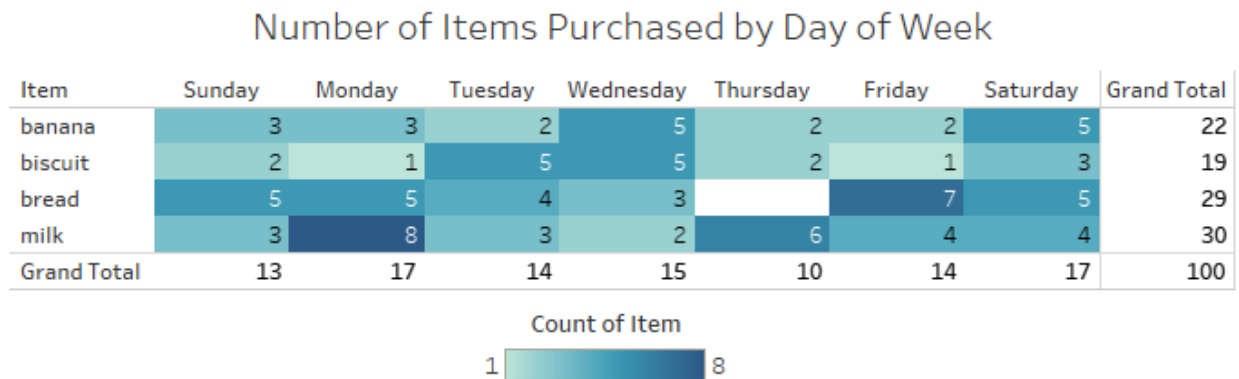 Number of Items Purchased by Day of Week
Item Sunday Monday Tuesday Wednesday Thursday Friday Saturday Grand Total
banana 3 3 2 5 2 2 5 22
biscuit 2 1 5 5 2 1 3 19
bread 5 5 4 3 7 5 29
milk 3 8 3 2 6 4 4 30
Grand Total 13 17 14 15 10 14 17 100
Count of Item
1 8